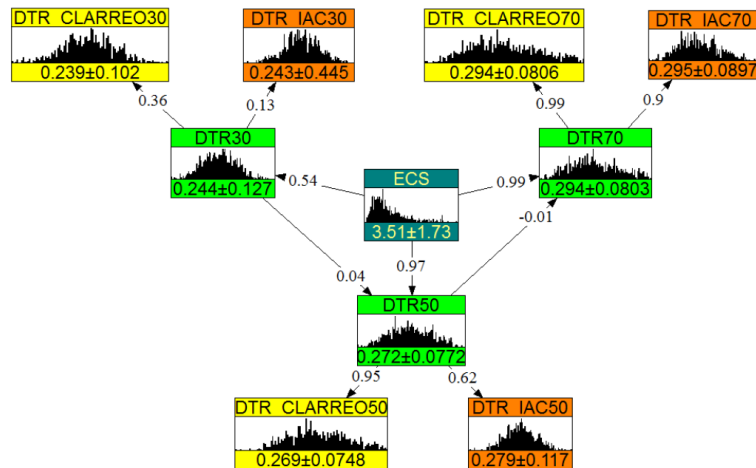 DTR_CLARREO30
0.239±0.102
DTR_IAC30
0.243±0.445
DTR_CLARREO70
0.294±0.0806
DTR_IAC70
0.295±0.0897
0.36
0.13
0.99
0.9
DTR30
0.244±0.127
DTR70
0.294±0.0803
ECS
3.51±1.73
0.54
0.99
-0.01
0.04
0.97
DTR50
0.272±0.0772
0.95
0.62
DTR_CLARREO50
0.269±0.0748
DTR_IAC50
0.279±0.117